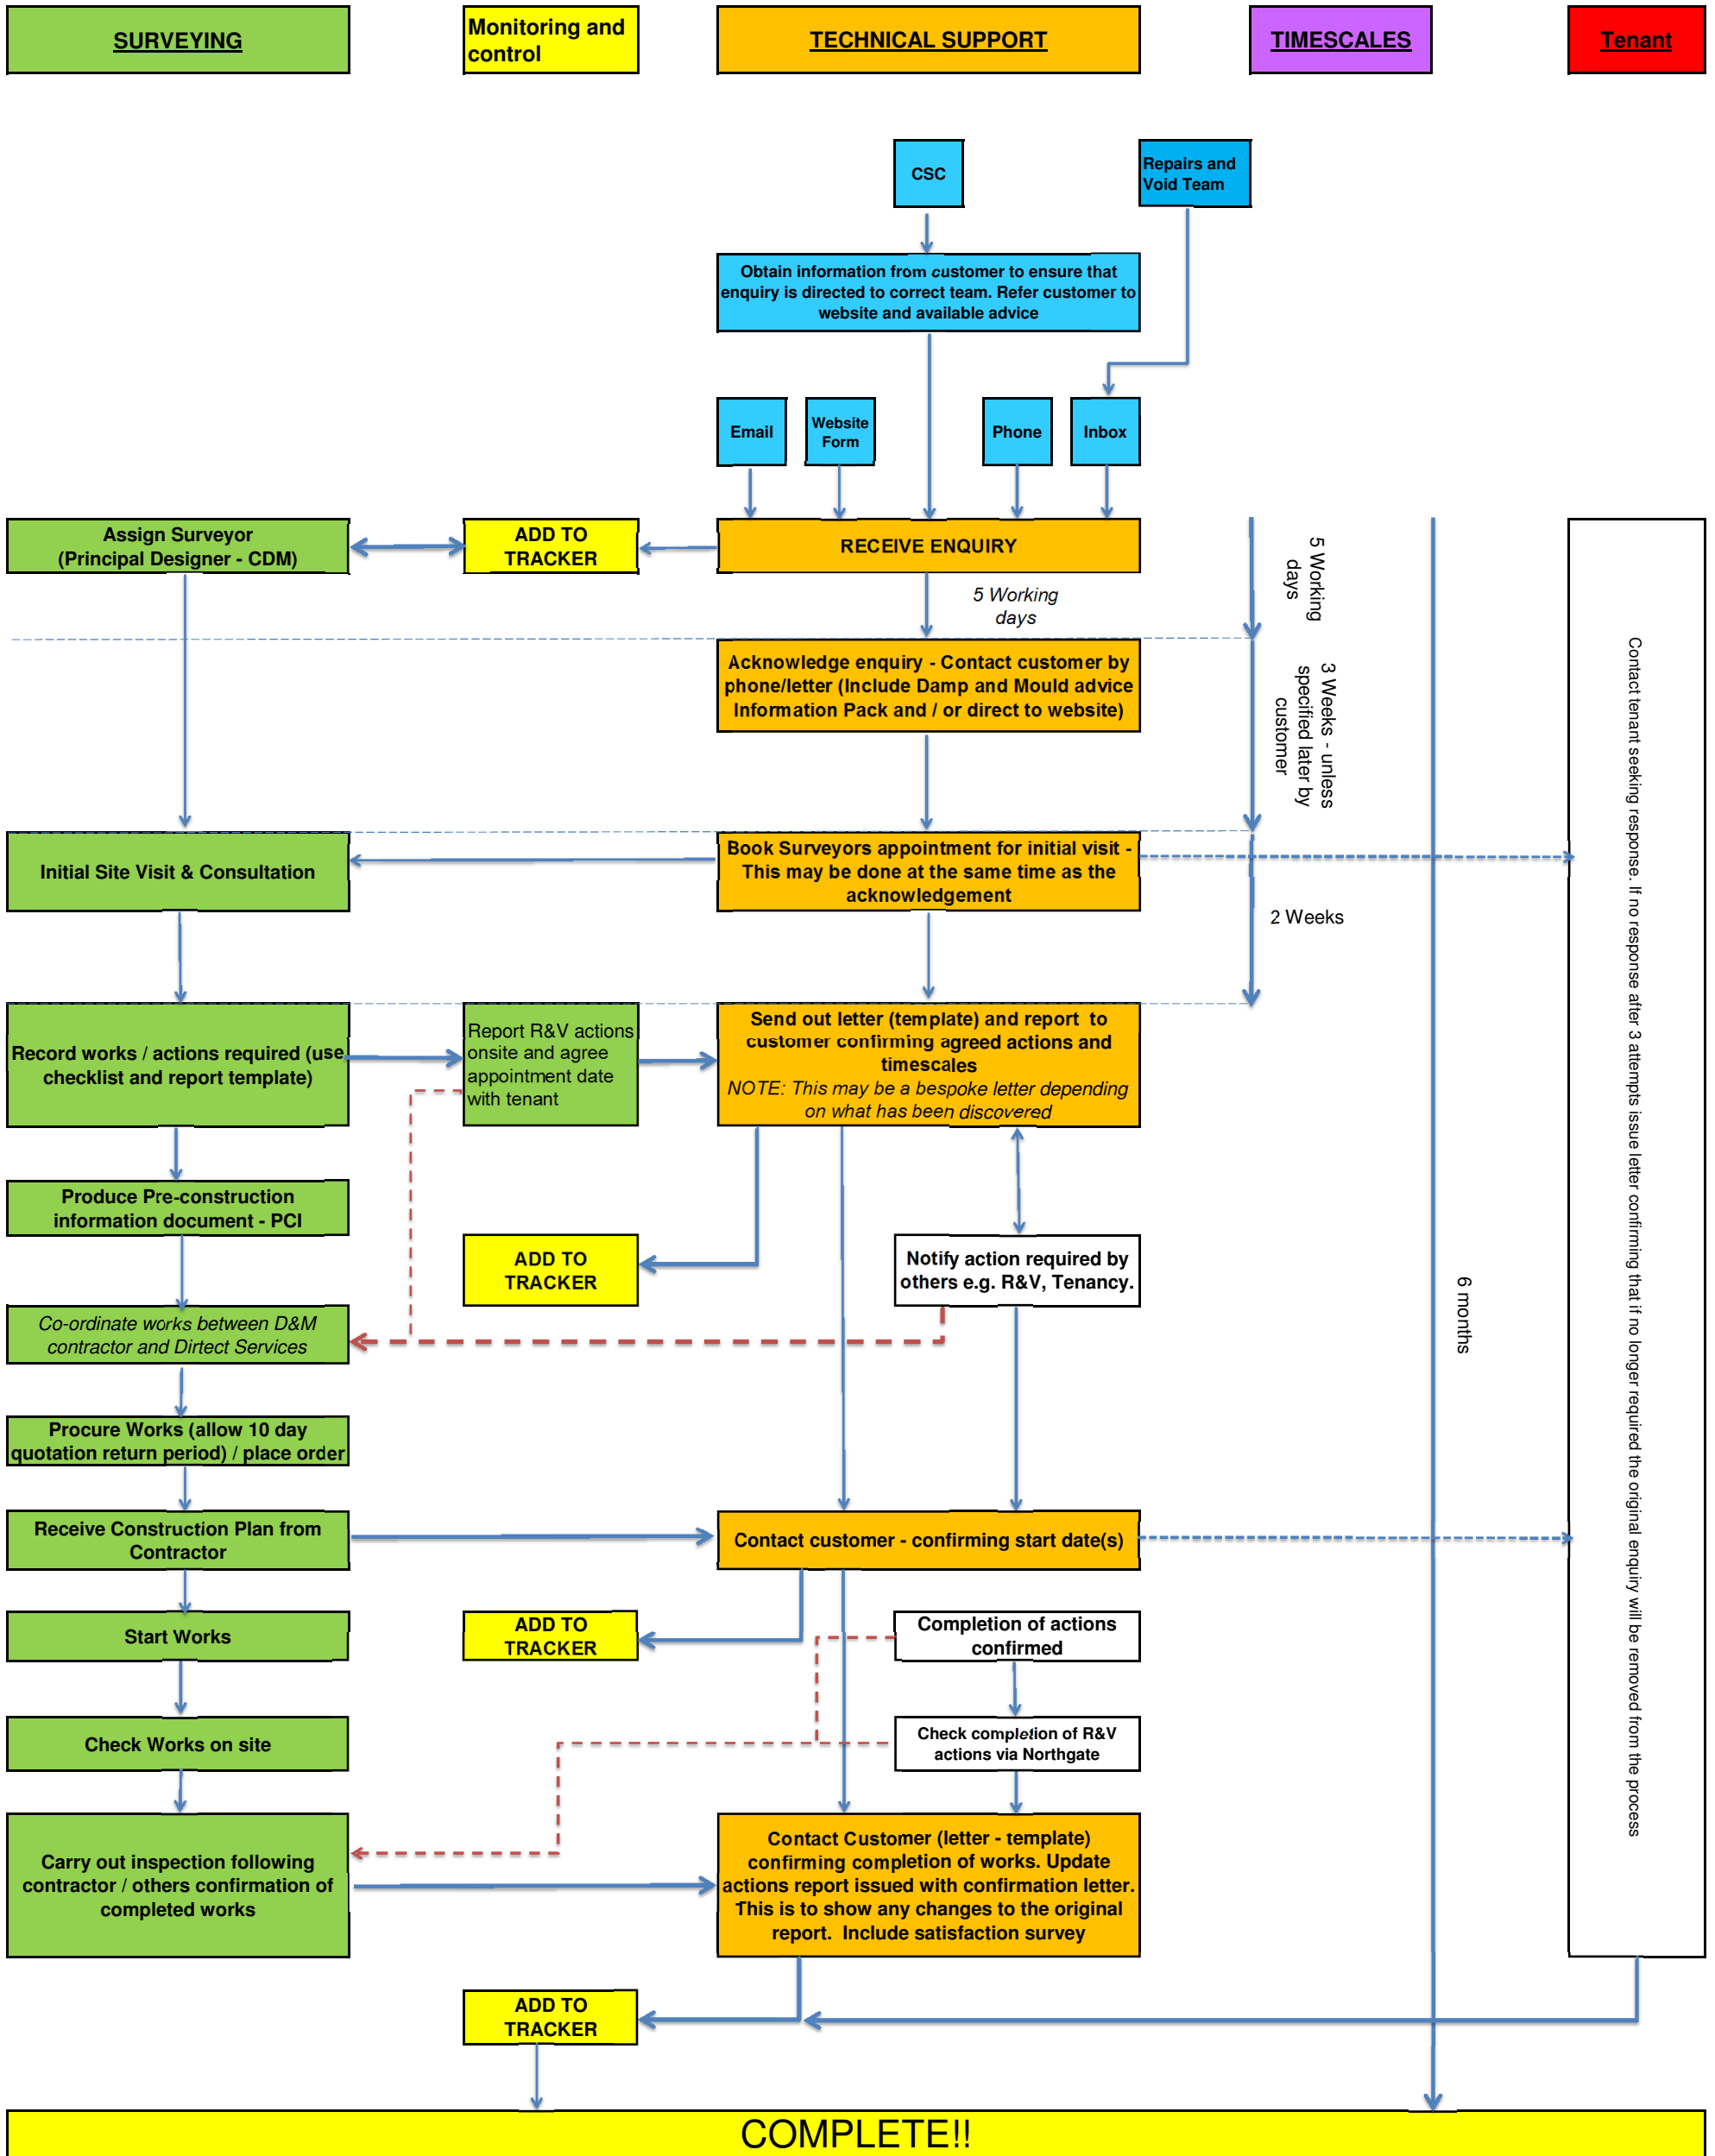 SURVEYING
Monitoring and
control
TECHNICAL SUPPORT
TIMESCALES
Tenant
CSC
Repairs and
Void Team
Obtain information from customer to ensure that
enquiry is directed to correct team. Refer customer to
website and available advice
Email
Website
Form
Phone
Inbox
Assign Surveyor
(Principal Designer - CDM)
ADD TO
TRACKER
RECEIVE ENQUIRY
5 Working
days
5 Working
days
Acknowledge enquiry - Contact customer by
phone/letter (Include Damp and Mould advice
Information Pack and / or direct to website)
3 Weeks - unless
specified later by
customer
Initial Site Visit & Consultation
Book Surveyors appointment for initial visit -
This may be done at the same time as the
acknowledgement
2 Weeks
Record works / actions required (use
checklist and report template)
Report R&V actions
onsite and agree
appointment date
with tenant
Send out letter (template) and report to
customer confirming agreed actions and
timescales
NOTE: This may be a bespoke letter depending
on what has been discovered
Produce Pre-construction
information document - PCI
ADD TO
TRACKER
Notify action required by
others e.g. R&V, Tenancy.
6 months
Co-ordinate works between D&M
contractor and Dirtect Services
Procure Works (allow 10 day
quotation return period) / place order
Receive Construction Plan from
Contractor
Contact customer - confirming start date(s)
Start Works
ADD TO
TRACKER
Completion of actions
confirmed
Check Works on site
Check completion of R&V
actions via Northgate
Carry out inspection following
contractor / others confirmation of
completed works
Contact Customer (letter - template)
confirming completion of works. Update
actions report issued with confirmation letter.
This is to show any changes to the original
report. Include satisfaction survey
Contact tenant seeking response. If no response after 3 attempts issue letter confirming that if no longer required the original enquiry will be removed from the process
ADD TO
TRACKER
COMPLETE!!